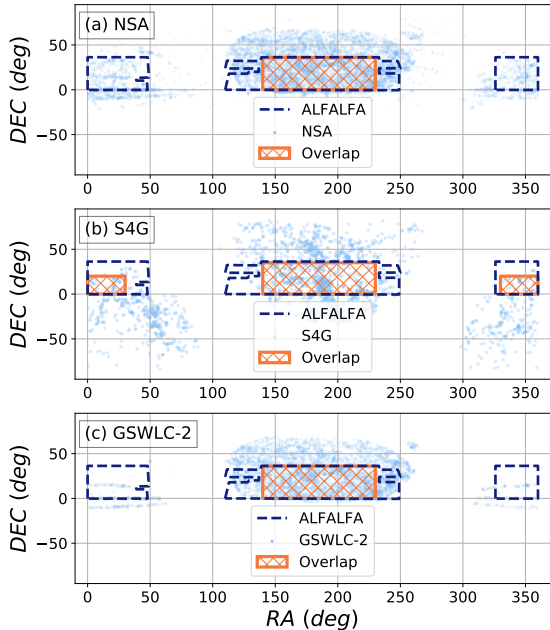 (a) NSA
DEC (deg)
50
0
−50
ALFALFA
NSA
Overlap
0 50 100 150 200 250 300 350
(b) S4G
DEC (deg)
50
0
−50
ALFALFA
S4G
Overlap
0 50 100 150 200 250 300 350
(c) GSWLC-2
DEC (deg)
50
0
−50
ALFALFA
GSWLC-2
Overlap
0 50 100 150 200 250 300 350
RA (deg)